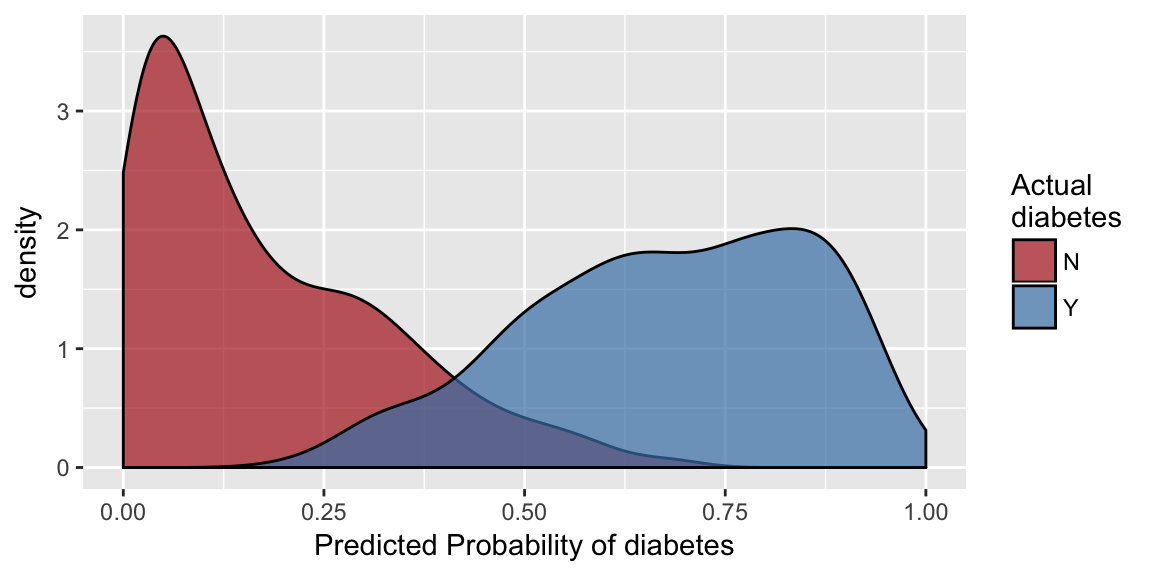 density
3
2
1
0
0.00
0.25
0.50
0.75
1.00
Predicted Probability of diabetes
Actual
diabetes
N
Y